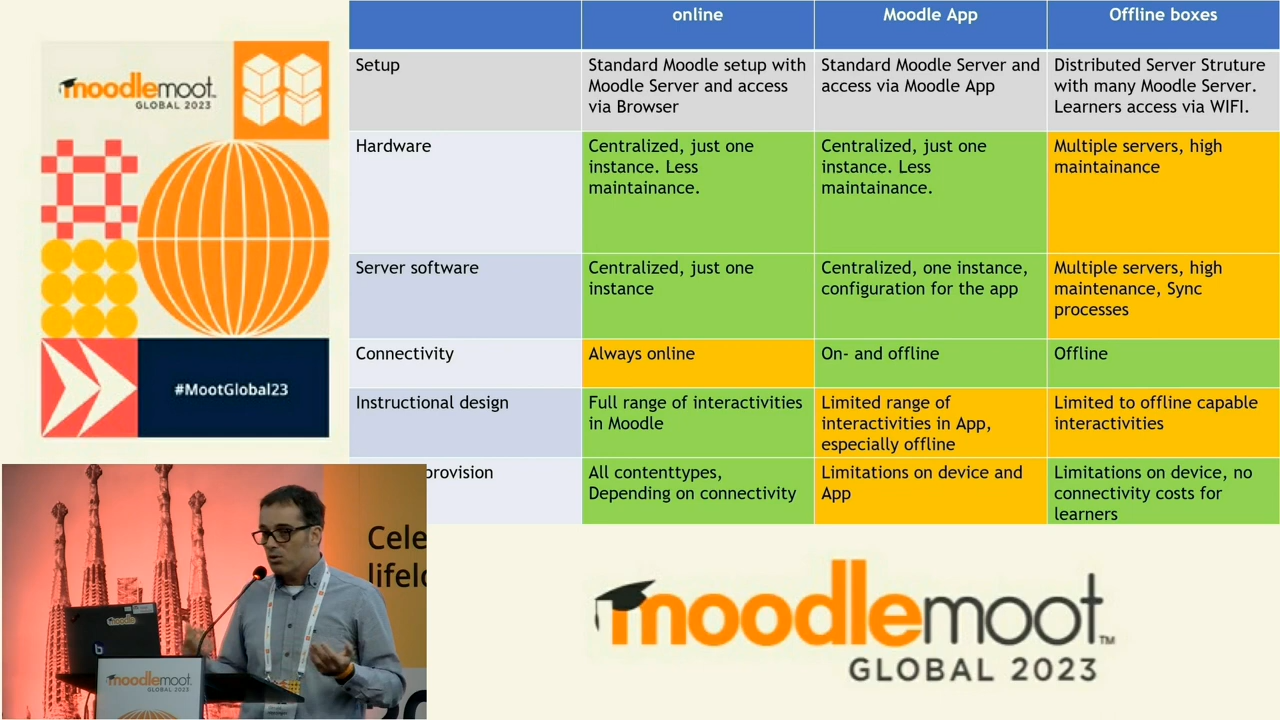 moodlemoot
GLOBAL 2023
#MootGlobal23
online
Moodle App
Offline boxes
Setup
Standard Moodle setup with
Moodle Server and access
via Browser
Standard Moodle Server and
access via Moodle App
Distributed Server Struture
with many Moodle Server.
Learners access via WIFI.
Hardware
Centralized, just one
instance. Less
maintainance.
Centralized, just one
instance. Less
maintainance.
Multiple servers, high
maintainance
Server software
Centralized, just one
instance
Centralized, one instance,
configuration for the app
Multiple servers, high
maintenance, Sync
processes
Connectivity
Always online
On- and offline
Offline
Instructional design
Full range of interactivities
in Moodle
Limited range of
interactivities in App,
especially offline
Limited to offline capable
interactivities
provision
All contenttypes,
Depending on connectivity
Limitations on device and
App
Limitations on device, no
connectivity costs for
learners
Cele
lifelo
moodle
moodlemoot
GLOBAL 2023
moodlemoot™
GLOBAL 2023